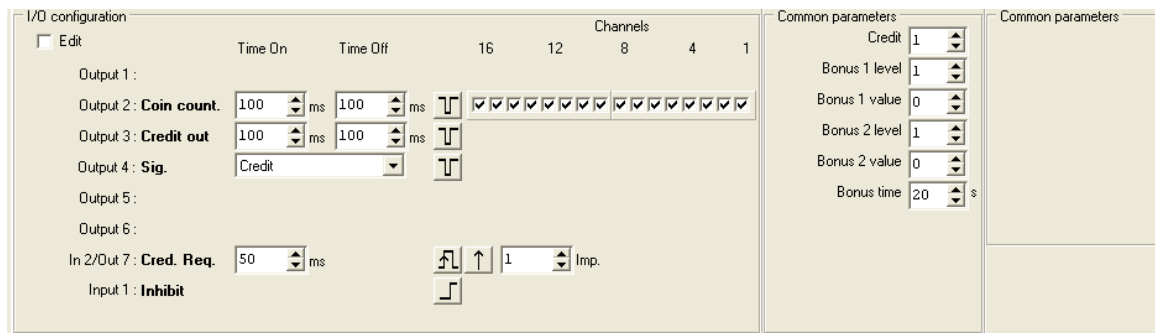 I/O configuration
Edit
Time On Time Off
Channels
16 12 8 4 1
Output 1 :
Output 2 : Coin count. 100 ms 100 ms
Output 3 : Credit out 100 ms 100 ms
Output 4 : Sig. Credit
Output 5 :
Output 6 :
In 2/Out 7 : Cred. Req. 50 ms 1 Imp.
Input 1 : Inhibit
Common parameters
Credit 1
Bonus 1 level 1
Bonus 1 value 0
Bonus 2 level 1
Bonus 2 value 0
Bonus time 20 s
Common parameters